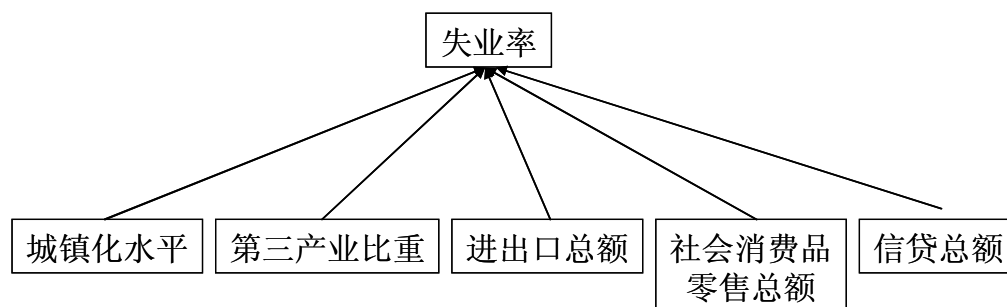 失业率
城镇化水平
第三产业比重
进出口总额
社会消费品
零售总额
信贷总额